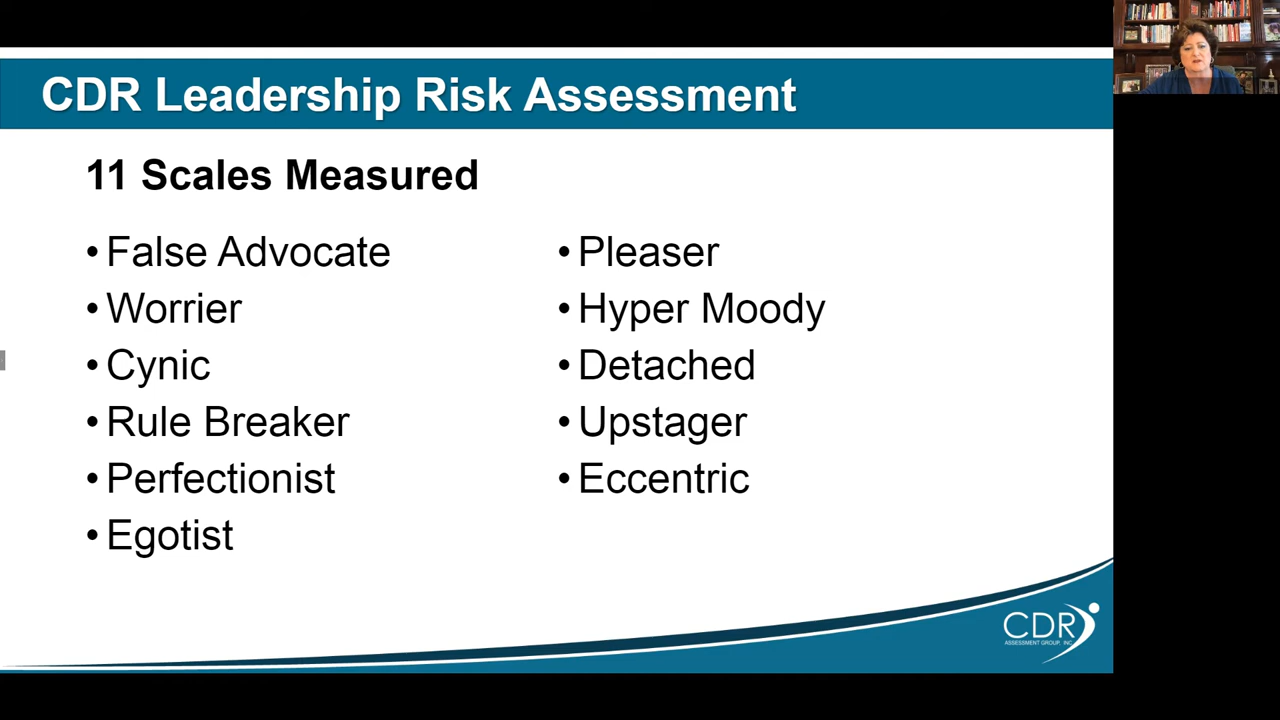 CDR Leadership Risk Assessment
11 Scales Measured
•False Advocate
•Worrier
•Cynic
•Rule Breaker
•Perfectionist
•Egotist
•Pleaser
•Hyper Moody
•Detached
•Upstager
•Eccentric
CDR
ASSESSMENT GROUP, INC.